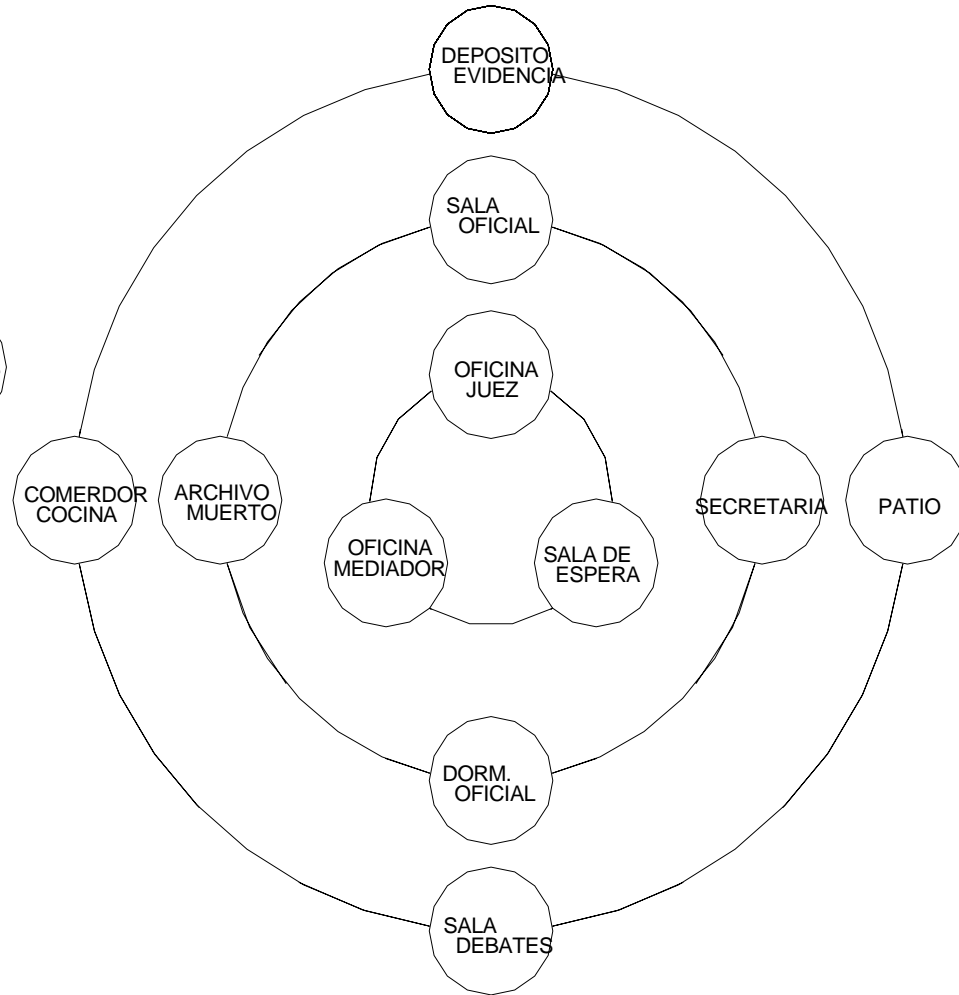 DEPOSITO
EVIDENCIA
SALA
OFICIAL
OFICINA
JUEZ
COMERDOR
COCINA
ARCHIVO
MUERTO
SECRETARIA
PATIO
OFICINA
MEDIADOR
SALA DE
ESPERA
DORM.
OFICIAL
SALA
DEBATES